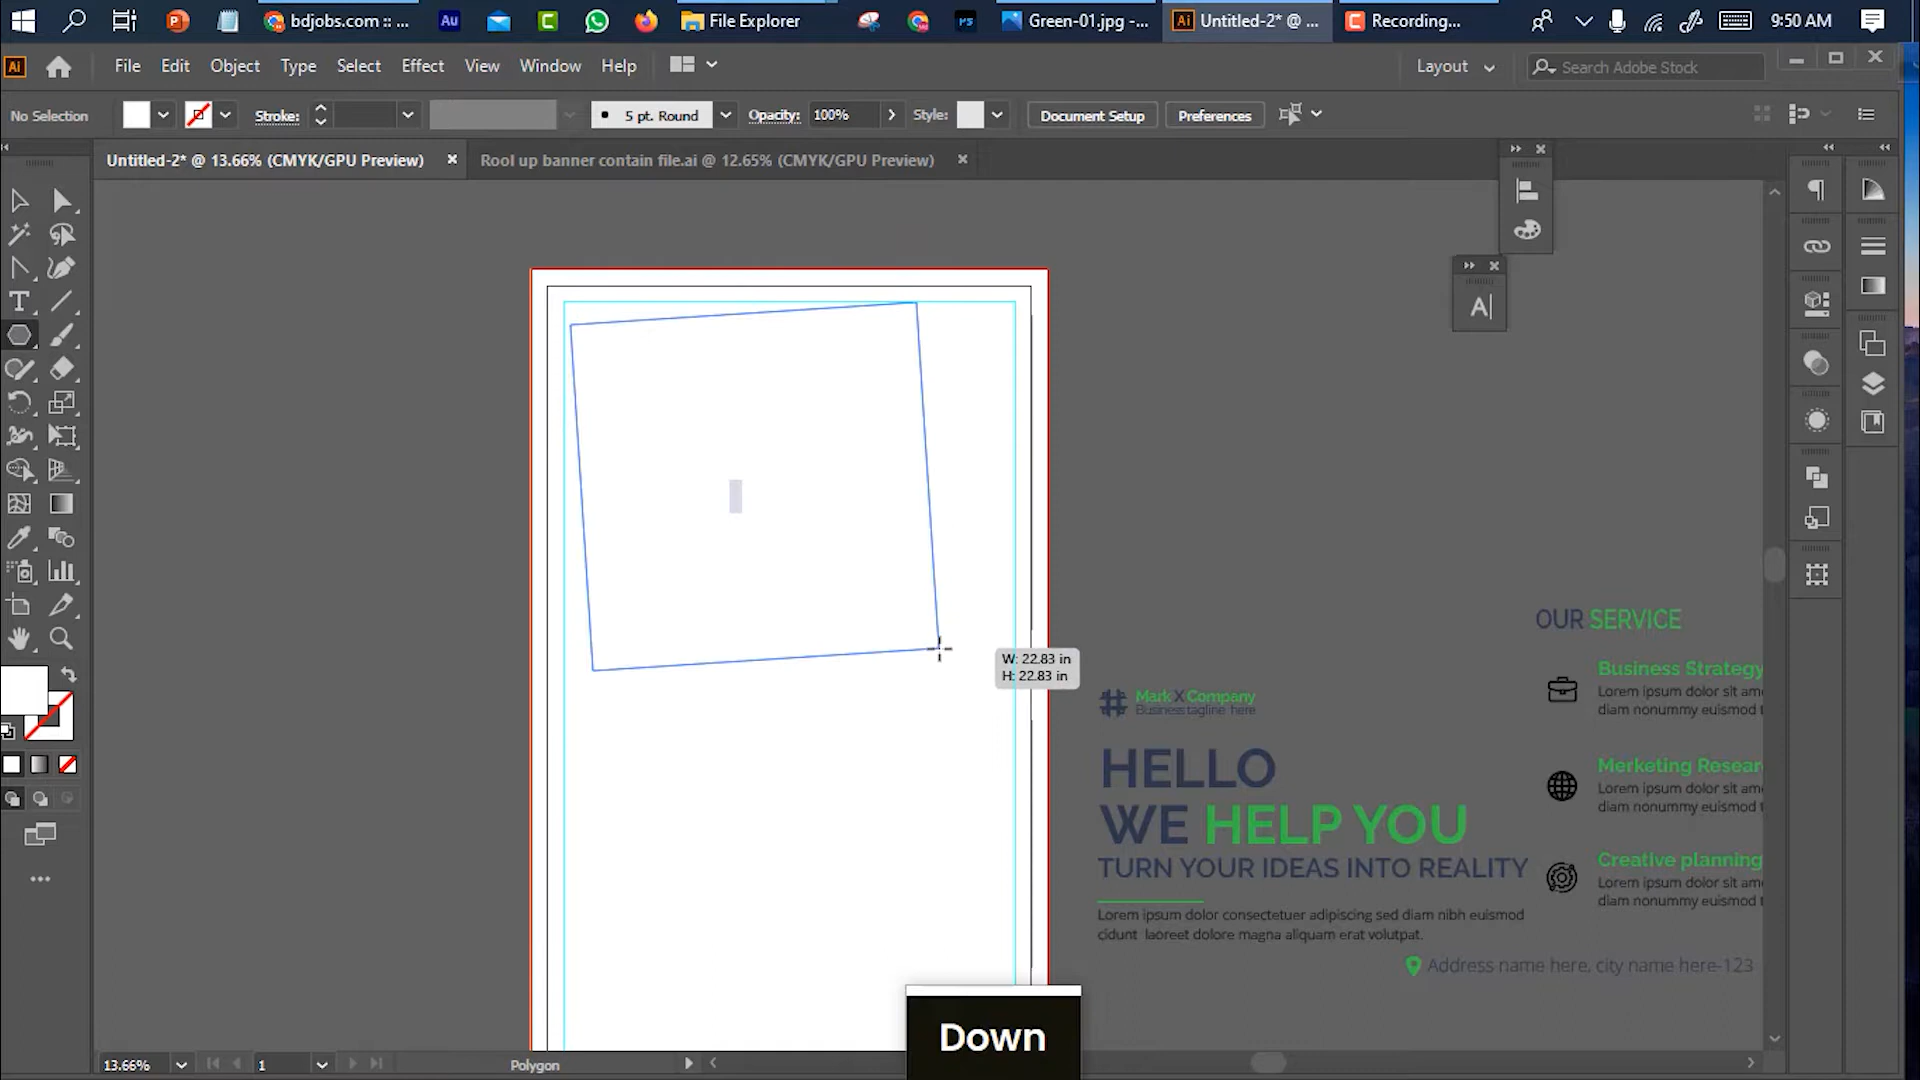 bdjobs.com :: ...
Au
File Explorer
Ps
Green-01.jpg -...
Ai
Untitled-2* @ ...
Recording...
9:50 AM
Ai
File
Edit
Object
Type
Select
Effect
View
Window
Help
Layout
Search Adobe Stock
No Selection
Stroke:
5 pt. Round
Opacity:
100%
Style:
Document Setup
Preferences
Untitled-2* @ 13.66% (CMYK/GPU Preview)
Rool up banner contain file.ai @ 12.65% (CMYK/GPU Preview)
W: 22.83 in
H: 22.83 in
OUR SERVICE
Business Strategy
Lorem ipsum dolor sit ame
diam nonummy euismod t
Mark X Company
Business tagline here
HELLO
WE HELP YOU
TURN YOUR IDEAS INTO REALITY
Merketing Resear
Lorem ipsum dolor sit ame
diam nonummy euismod t
Creative planning
Lorem ipsum dolor sit ame
diam nonummy euismod t
Lorem ipsum dolor consectetuer adipiscing sed diam nibh euismod
cidunt laoreet dolore magna aliquam erat volutpat.
Address name here, city name here-123
Down
13.66%
1
Polygon